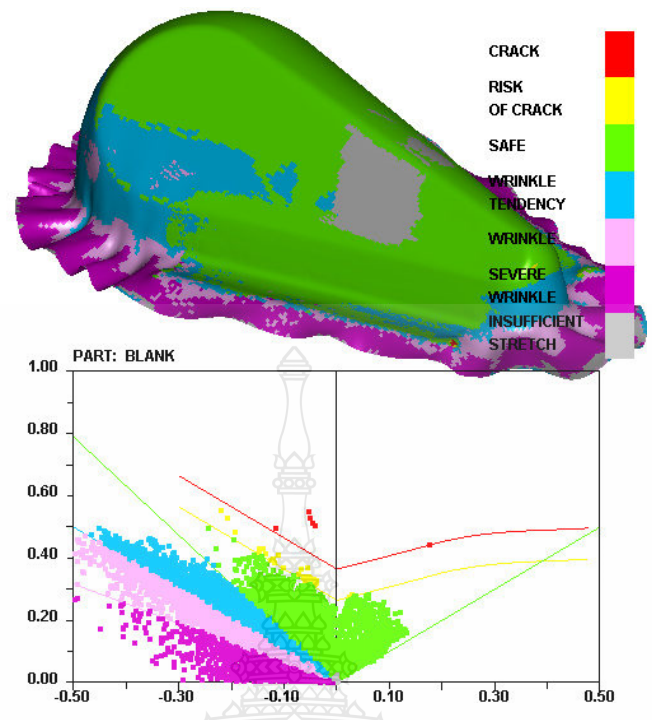 CRACK
RISK
OF CRACK
SAFE
WRINKLE
TENDENCY
WRINKLE
SEVERE
WRINKLE
INSUFFICIENT
STRETCH
PART: BLANK
1.00
0.80
0.60
0.40
0.20
0.00
-0.50
-0.30
-0.10
0.10
0.30
0.50